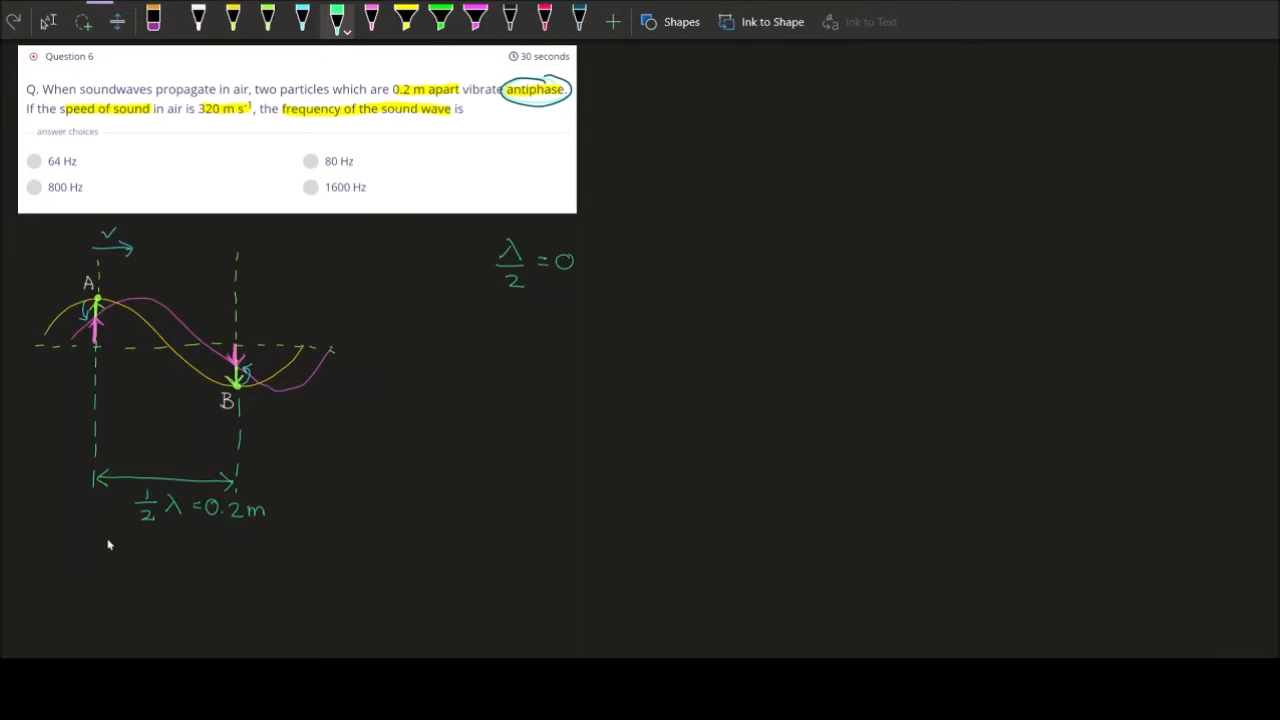 Shapes Ink to Shape Ink to Text
Question 6 30 seconds
Q. When soundwaves propagate in air, two particles which are 0.2 m apart vibrate antiphase.
If the speed of sound in air is 320 m s-1, the frequency of the sound wave is
answer choices
64 Hz 80 Hz
800 Hz 1600 Hz
v
λ/2 = 0
A
B
1/2 λ = 0.2m